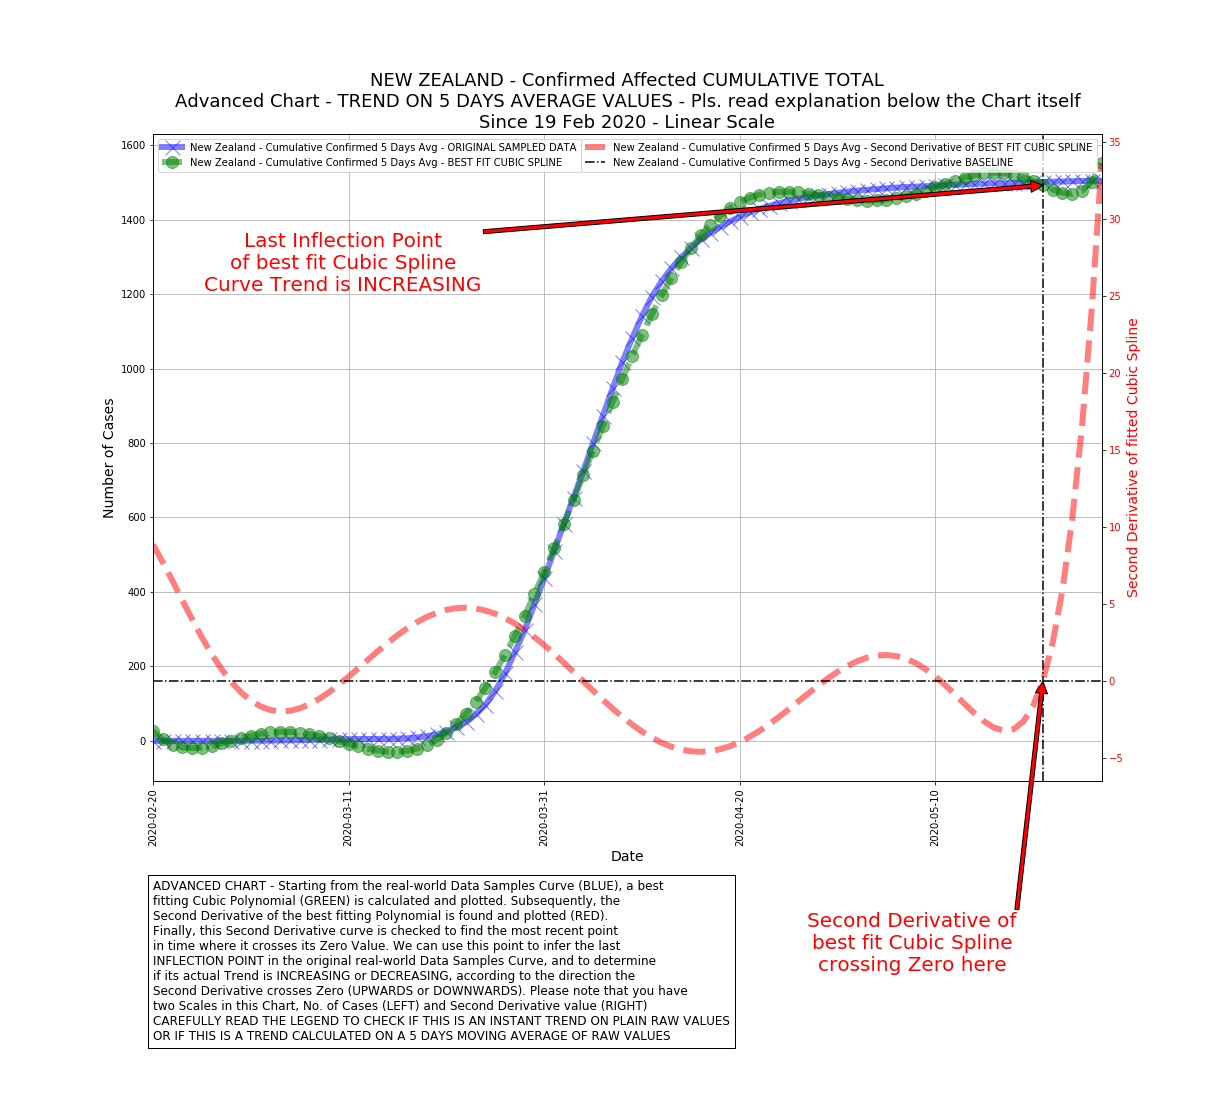 NEW ZEALAND - Confirmed Affected CUMULATIVE TOTAL
Advanced Chart - TREND ON 5 DAYS AVERAGE VALUES - Pls. read explanation below the Chart itself
Since 19 Feb 2020 - Linear Scale
New Zealand - Cumulative Confirmed 5 Days Avg - ORIGINAL SAMPLED DATA
New Zealand - Cumulative Confirmed 5 Days Avg - BEST FIT CUBIC SPLINE
New Zealand - Cumulative Confirmed 5 Days Avg - Second Derivative of BEST FIT CUBIC SPLINE
New Zealand - Cumulative Confirmed 5 Days Avg - Second Derivative BASELINE
Last Inflection Point
of best fit Cubic Spline
Curve Trend is INCREASING
Number of Cases
1600
1400
1200
1000
800
600
400
200
0
35
30
25
20
15
10
5
0
−5
Second Derivative of fitted Cubic Spline
2020-02-20
2020-03-11
2020-03-31
2020-04-20
2020-05-10
Date
ADVANCED CHART - Starting from the real-world Data Samples Curve (BLUE), a best
fitting Cubic Polynomial (GREEN) is calculated and plotted. Subsequently, the
Second Derivative of the best fitting Polynomial is found and plotted (RED).
Finally, this Second Derivative curve is checked to find the most recent point
in time where it crosses its Zero Value. We can use this point to infer the last
INFLECTION POINT in the original real-world Data Samples Curve, and to determine
if its actual Trend is INCREASING or DECREASING, according to the direction the
Second Derivative crosses Zero (UPWARDS or DOWNWARDS). Please note that you have
two Scales in this Chart, No. of Cases (LEFT) and Second Derivative value (RIGHT)
CAREFULLY READ THE LEGEND TO CHECK IF THIS IS AN INSTANT TREND ON PLAIN RAW VALUES
OR IF THIS IS A TREND CALCULATED ON A 5 DAYS MOVING AVERAGE OF RAW VALUES
Second Derivative of
best fit Cubic Spline
crossing Zero here